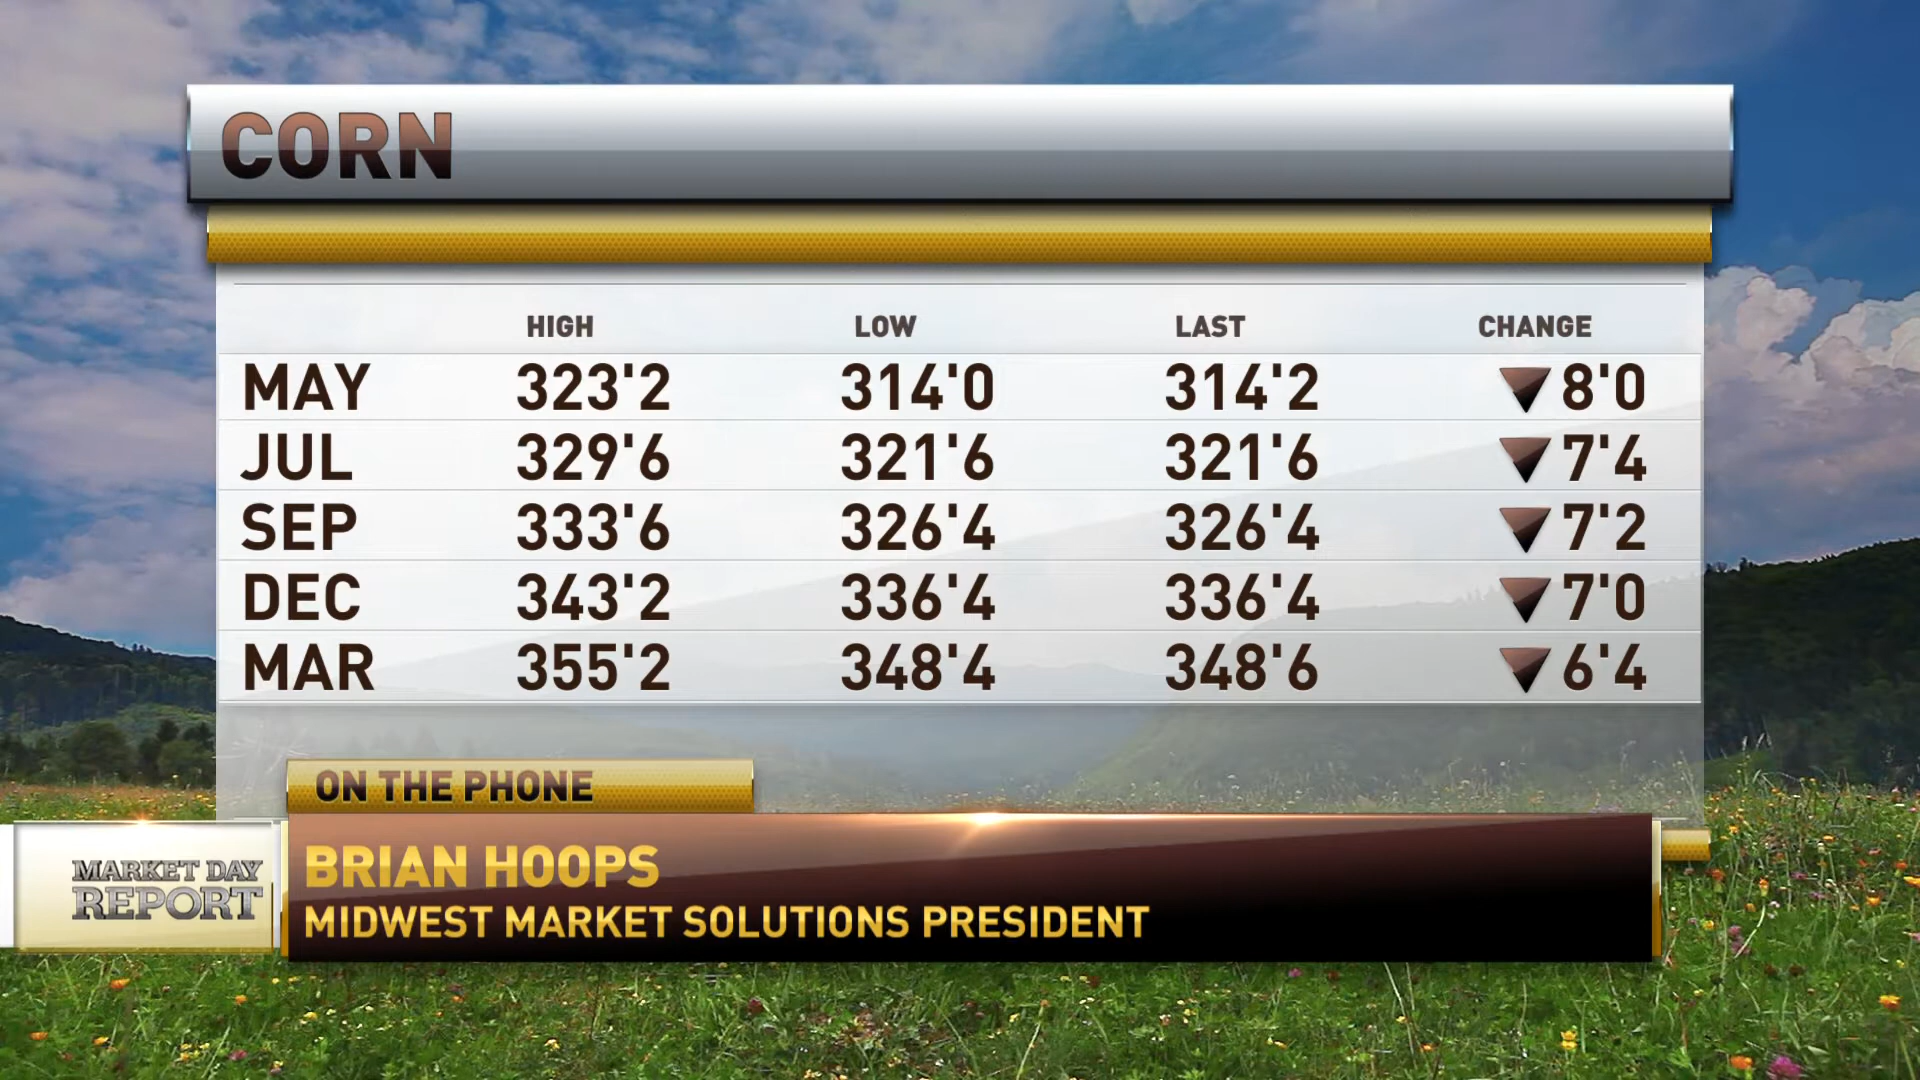 CORN
HIGH LOW LAST CHANGE
MAY 323'2 314'0 314'2 ▼ 8'0
JUL 329'6 321'6 321'6 ▼ 7'4
SEP 333'6 326'4 326'4 ▼ 7'2
DEC 343'2 336'4 336'4 ▼ 7'0
MAR 355'2 348'4 348'6 ▼ 6'4
ON THE PHONE
MARKET DAY
REPORT
BRIAN HOOPS
MIDWEST MARKET SOLUTIONS PRESIDENT